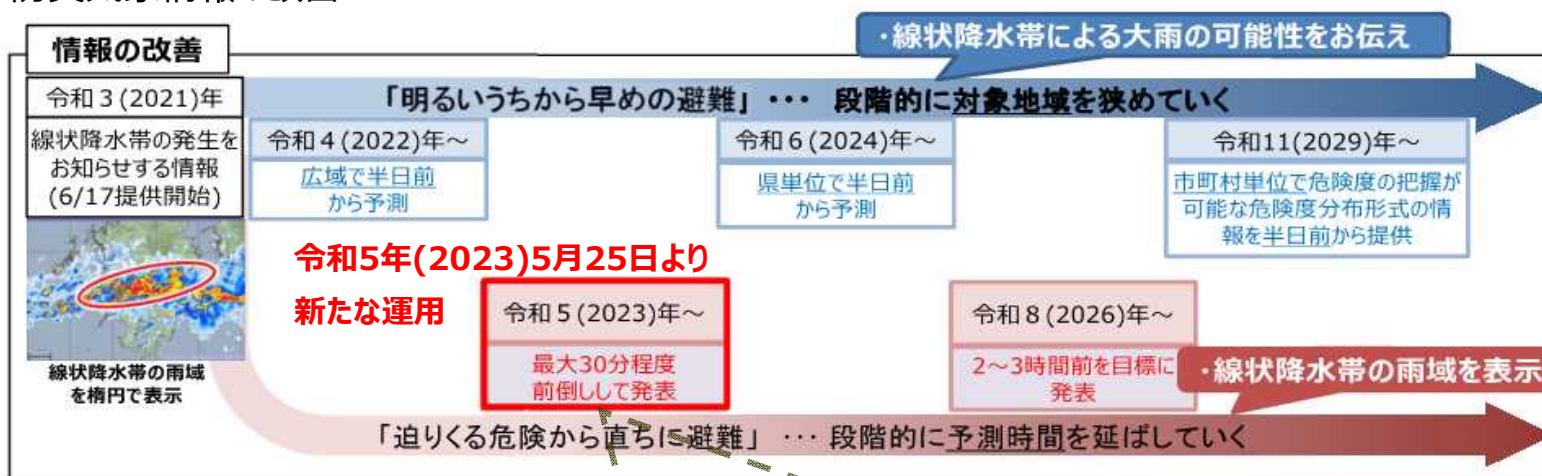 情報の改善
・線状降水帯による大雨の可能性をお伝え
令和3(2021)年
「明るいうちから早めの避難」・・・ 段階的に対象地域を狭めていく
線状降水帯の発生を
お知らせする情報
(6/17提供開始)
令和4(2022)年~
広域で半日前
から予測
令和6(2024)年~
県単位で半日前
から予測
令和11(2029)年~
市町村単位で危険度の把握が
可能な危険度分布形式の情
報を半日前から提供
令和5年(2023)5月25日より
新たな運用
令和5(2023)年~
最大30分程度
前倒しして発表
令和8(2026)年~
2~3時間前を目標に
発表
・線状降水帯の雨域を表示
線状降水帯の雨域
を楕円で表示
「迫りくる危険から直ちに避難」・・・ 段階的に予測時間を延ばしていく